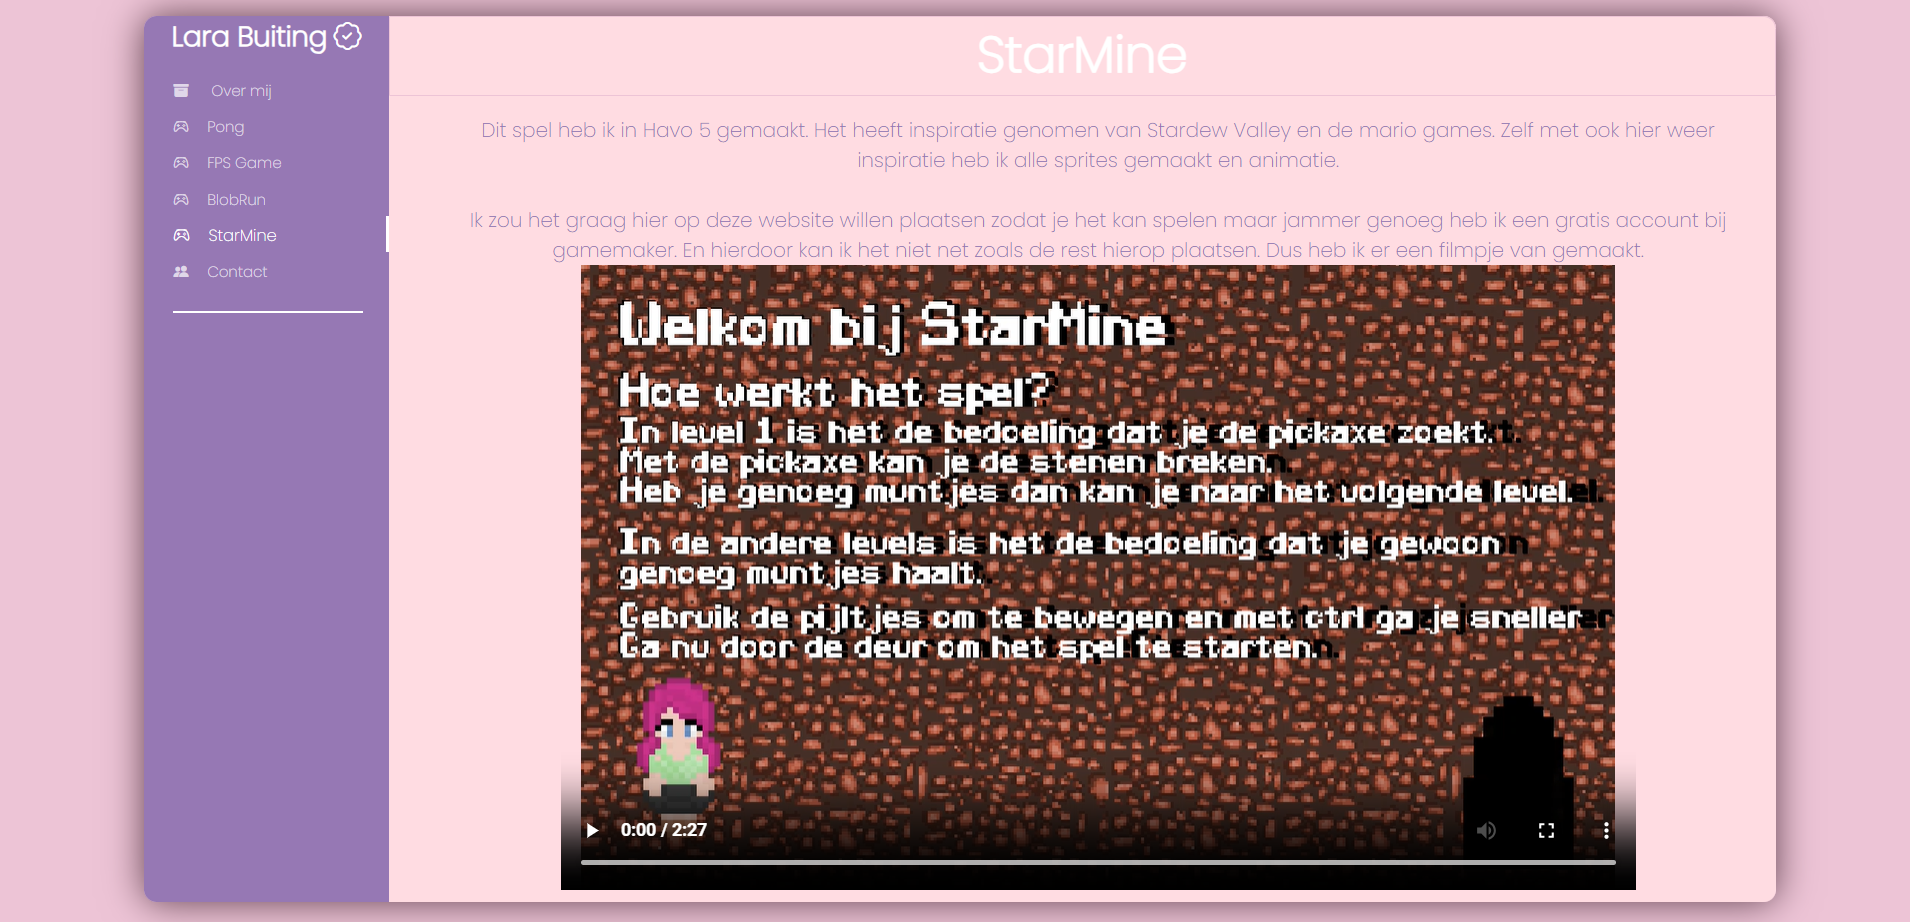 Lara Buiting
Over mij
Pong
FPS Game
BlobRun
StarMine
Contact
StarMine
Dit spel heb ik in Havo 5 gemaakt. Het heeft inspiratie genomen van Stardew Valley en de mario games. Zelf met ook hier weer
inspiratie heb ik alle sprites gemaakt en animatie.
Ik zou het graag hier op deze website willen plaatsen zodat je het kan spelen maar jammer genoeg heb ik een gratis account bij
gamemaker. En hierdoor kan ik het niet net zoals de rest hierop plaatsen. Dus heb ik er een filmpje van gemaakt.
Welkom bij StarMine
Hoe werkt het spel?
In level 1 is het de bedoeling dat je de pickaxe zoekt.
Met de pickaxe kan je de stenen breken.
Heb je genoeg muntjes dan kan je naar het volgende level.
In de andere levels is het de bedoeling dat je gewoon
genoeg muntjes haalt.
Gebruik de pijltjes om te bewegen en met ctrl ga je sneller
Ga nu door de deur om het spel te starten.
0:00 / 2:27